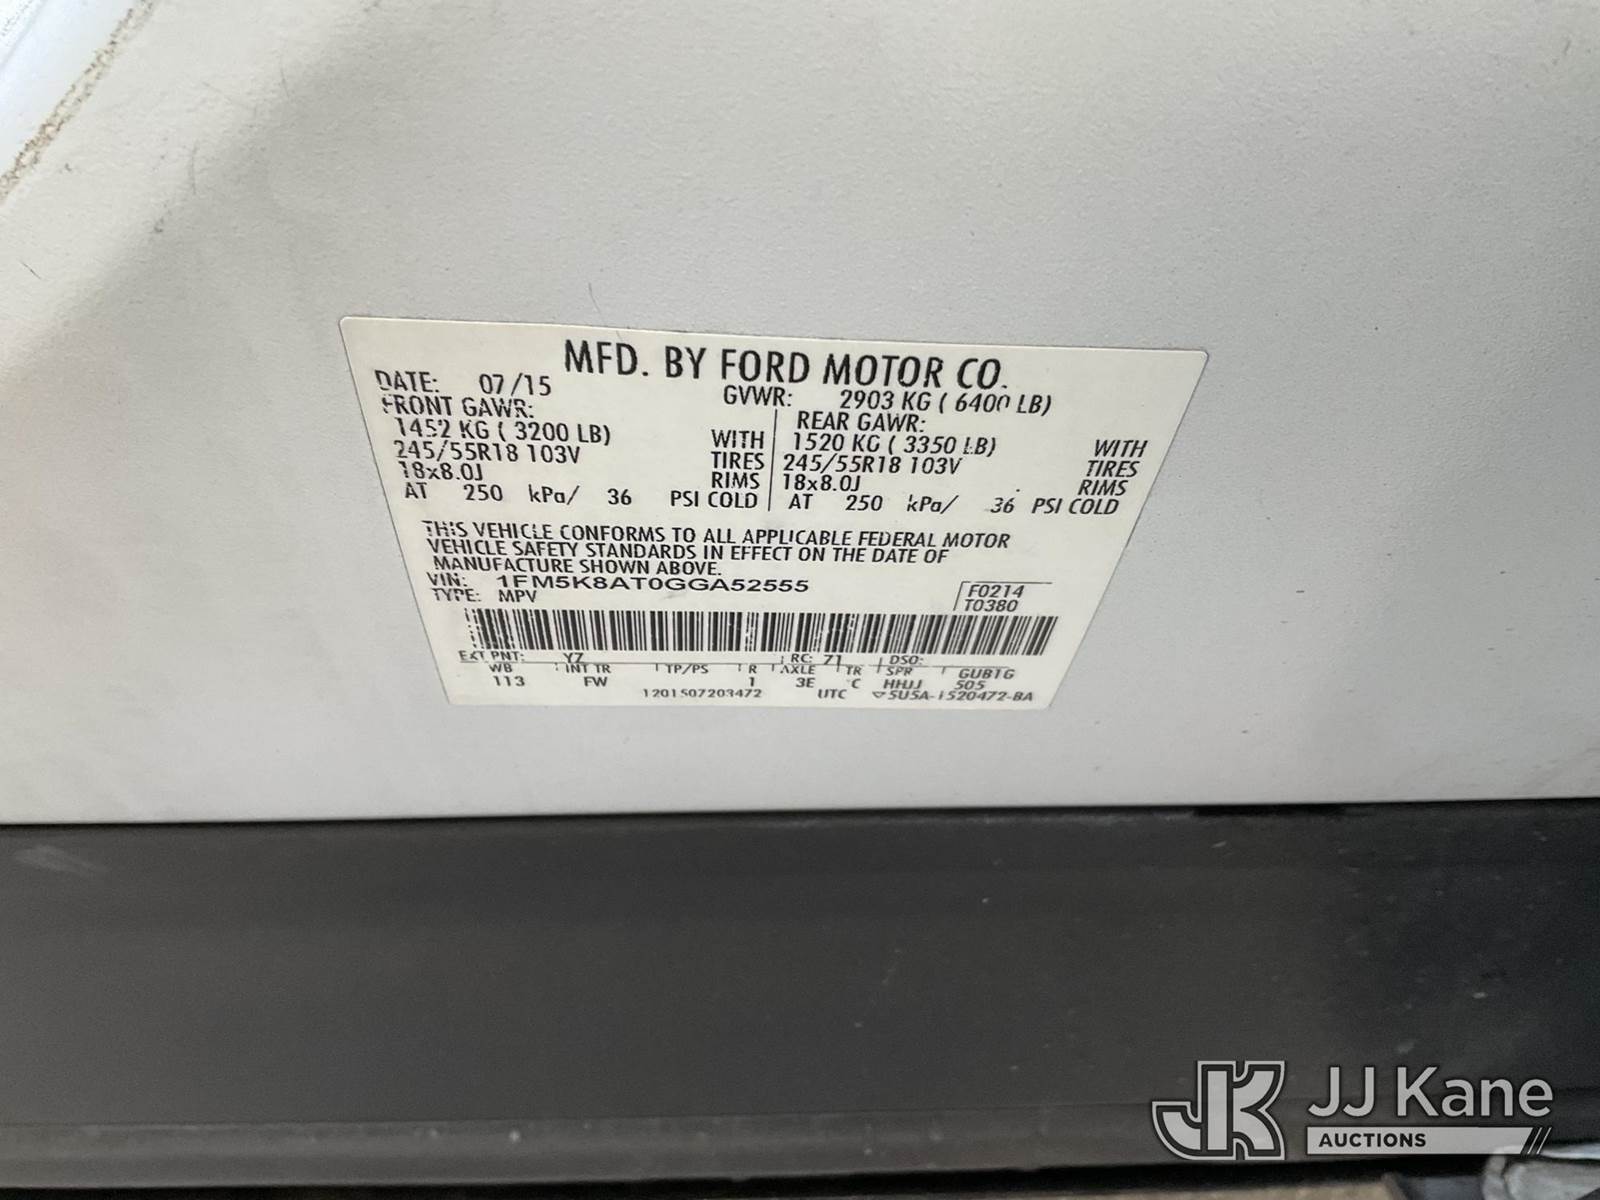 MFD. BY FORD MOTOR CO.
DATE: 07/15 GVWR: 2903 KG ( 6400 LB)
FRONT GAWR: REAR GAWR:
1452 KG ( 3200 LB) WITH 1520 KG ( 3350 LB) WITH
245/55R18 103V TIRES 245/55R18 103V TIRES
18x8.0J RIMS 18x8.0J RIMS
AT 250 kPa/ 36 PSI COLD AT 250 kPa/ 36 PSI COLD
THIS VEHICLE CONFORMS TO ALL APPLICABLE FEDERAL MOTOR
VEHICLE SAFETY STANDARDS IN EFFECT ON THE DATE OF
MANUFACTURE SHOWN ABOVE.
VIN: 1FM5K8AT0GGA52555 F0214
TYPE: MPV T0380
EXT PNT: YZ RC: 71 DSO:
WB INT TR TP/PS R AXLE TR SPR GUB1G
113 FW 1 3E C HHJJ 505
1201507203472 UTC 5U5A-1520472-BA
JK JJ Kane
AUCTIONS